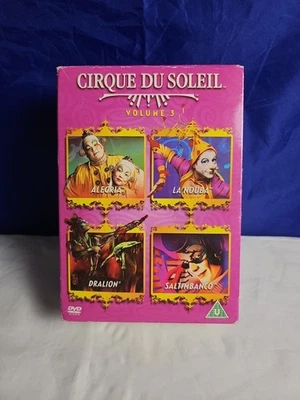 CIRQUE DU SOLEIL
VOLUME 3
ALEGRIA
LA NOUBA
DRALION
SALTIMBANCO
DVD
U